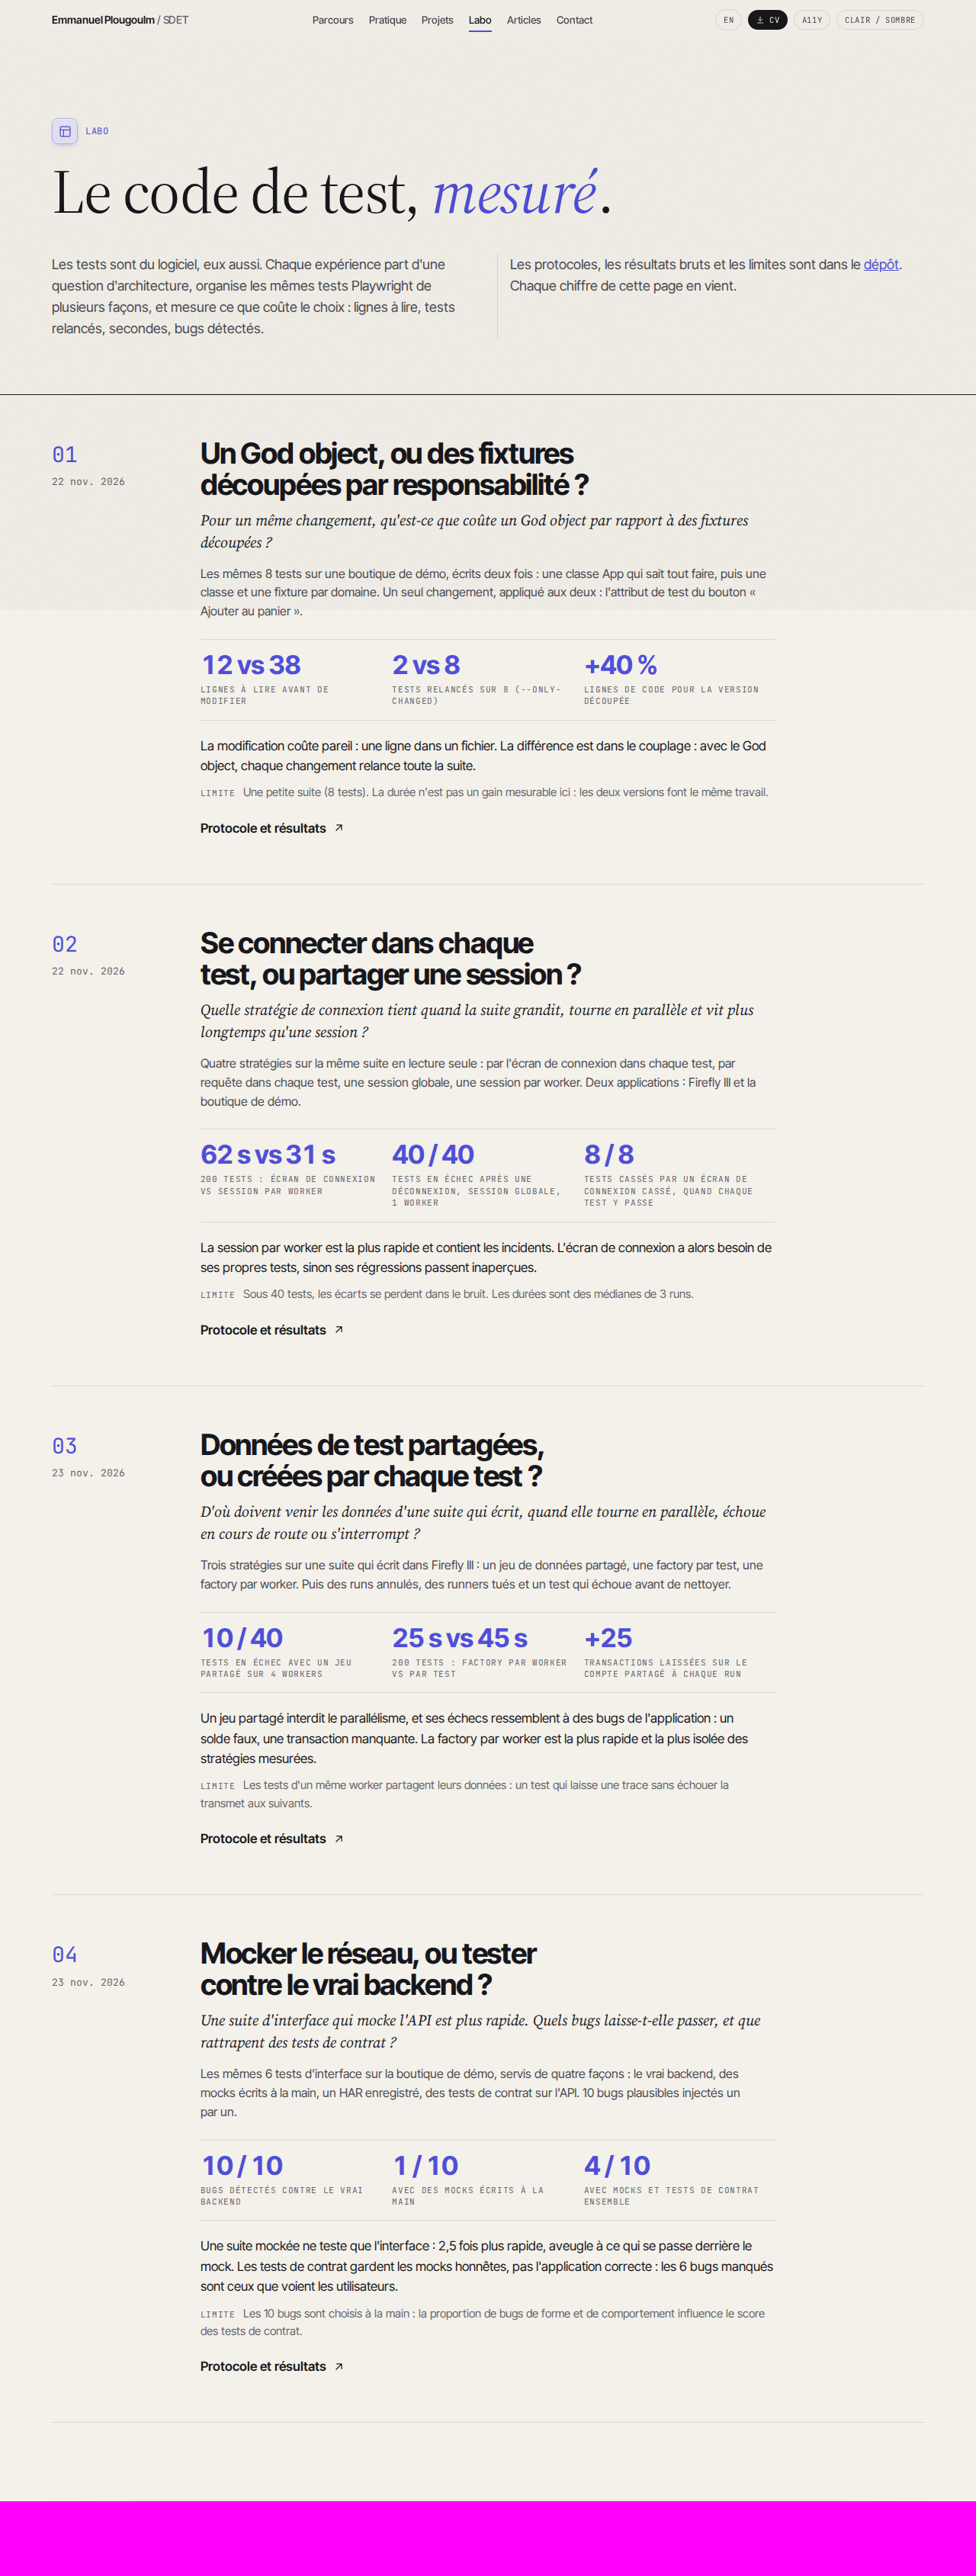 Emmanuel Plougoulm / SDET
Parcours
Pratique
Projets
Labo
Articles
Contact
EN
CV
A11Y
CLAIR / SOMBRE
LABO
Le code de test, mesuré.
Les tests sont du logiciel, eux aussi. Chaque expérience part d'une
question d'architecture, organise les mêmes tests Playwright de
plusieurs façons, et mesure ce que coûte le choix : lignes à lire, tests
relancés, secondes, bugs détectés.
Les protocoles, les résultats bruts et les limites sont dans le dépôt.
Chaque chiffre de cette page en vient.
01
22 nov. 2026
Un God object, ou des fixtures
découpées par responsabilité ?
Pour un même changement, qu'est-ce que coûte un God object par rapport à des fixtures
découpées ?
Les mêmes 8 tests sur une boutique de démo, écrits deux fois : une classe App qui sait tout faire, puis une
classe et une fixture par domaine. Un seul changement, appliqué aux deux : l'attribut de test du bouton «
Ajouter au panier ».
12 vs 38
LIGNES À LIRE AVANT DE
MODIFIER
2 vs 8
TESTS RELANCÉS SUR 8 (--ONLY-
CHANGED)
+40 %
LIGNES DE CODE POUR LA VERSION
DÉCOUPÉE
La modification coûte pareil : une ligne dans un fichier. La différence est dans le couplage : avec le God
object, chaque changement relance toute la suite.
LIMITE Une petite suite (8 tests). La durée n'est pas un gain mesurable ici : les deux versions font le même travail.
Protocole et résultats ↗
02
22 nov. 2026
Se connecter dans chaque
test, ou partager une session ?
Quelle stratégie de connexion tient quand la suite grandit, tourne en parallèle et vit plus
longtemps qu'une session ?
Quatre stratégies sur la même suite en lecture seule : par l'écran de connexion dans chaque test, par
requête dans chaque test, une session globale, une session par worker. Deux applications : Firefly III et la
boutique de démo.
62 s vs 31 s
200 TESTS : ÉCRAN DE CONNEXION
VS SESSION PAR WORKER
40 / 40
TESTS EN ÉCHEC APRÈS UNE
DÉCONNEXION, SESSION GLOBALE,
1 WORKER
8 / 8
TESTS CASSÉS PAR UN ÉCRAN DE
CONNEXION CASSÉ, QUAND CHAQUE
TEST Y PASSE
La session par worker est la plus rapide et contient les incidents. L'écran de connexion a alors besoin de
ses propres tests, sinon ses régressions passent inaperçues.
LIMITE Sous 40 tests, les écarts se perdent dans le bruit. Les durées sont des médianes de 3 runs.
Protocole et résultats ↗
03
23 nov. 2026
Données de test partagées,
ou créées par chaque test ?
D'où doivent venir les données d'une suite qui écrit, quand elle tourne en parallèle, échoue
en cours de route ou s'interrompt ?
Trois stratégies sur une suite qui écrit dans Firefly III : un jeu de données partagé, une factory par test, une
factory par worker. Puis des runs annulés, des runners tués et un test qui échoue avant de nettoyer.
10 / 40
TESTS EN ÉCHEC AVEC UN JEU
PARTAGÉ SUR 4 WORKERS
25 s vs 45 s
200 TESTS : FACTORY PAR WORKER
VS PAR TEST
+25
TRANSACTIONS LAISSÉES SUR LE
COMPTE PARTAGÉ À CHAQUE RUN
Un jeu partagé interdit le parallélisme, et ses échecs ressemblent à des bugs de l'application : un
solde faux, une transaction manquante. La factory par worker est la plus rapide et la plus isolée des
stratégies mesurées.
LIMITE Les tests d'un même worker partagent leurs données : un test qui laisse une trace sans échouer la
transmet aux suivants.
Protocole et résultats ↗
04
23 nov. 2026
Mocker le réseau, ou tester
contre le vrai backend ?
Une suite d'interface qui mocke l'API est plus rapide. Quels bugs laisse-t-elle passer, et que
rattrapent des tests de contrat ?
Les mêmes 6 tests d'interface sur la boutique de démo, servis de quatre façons : le vrai backend, des
mocks écrits à la main, un HAR enregistré, des tests de contrat sur l'API. 10 bugs plausibles injectés un
par un.
10 / 10
BUGS DÉTECTÉS CONTRE LE VRAI
BACKEND
1 / 10
AVEC DES MOCKS ÉCRITS À LA
MAIN
4 / 10
AVEC MOCKS ET TESTS DE CONTRAT
ENSEMBLE
Une suite mockée ne teste que l'interface : 2,5 fois plus rapide, aveugle à ce qui se passe derrière le
mock. Les tests de contrat gardent les mocks honnêtes, pas l'application correcte : les 6 bugs manqués
sont ceux que voient les utilisateurs.
LIMITE Les 10 bugs sont choisis à la main : la proportion de bugs de forme et de comportement influence le score
des tests de contrat.
Protocole et résultats ↗